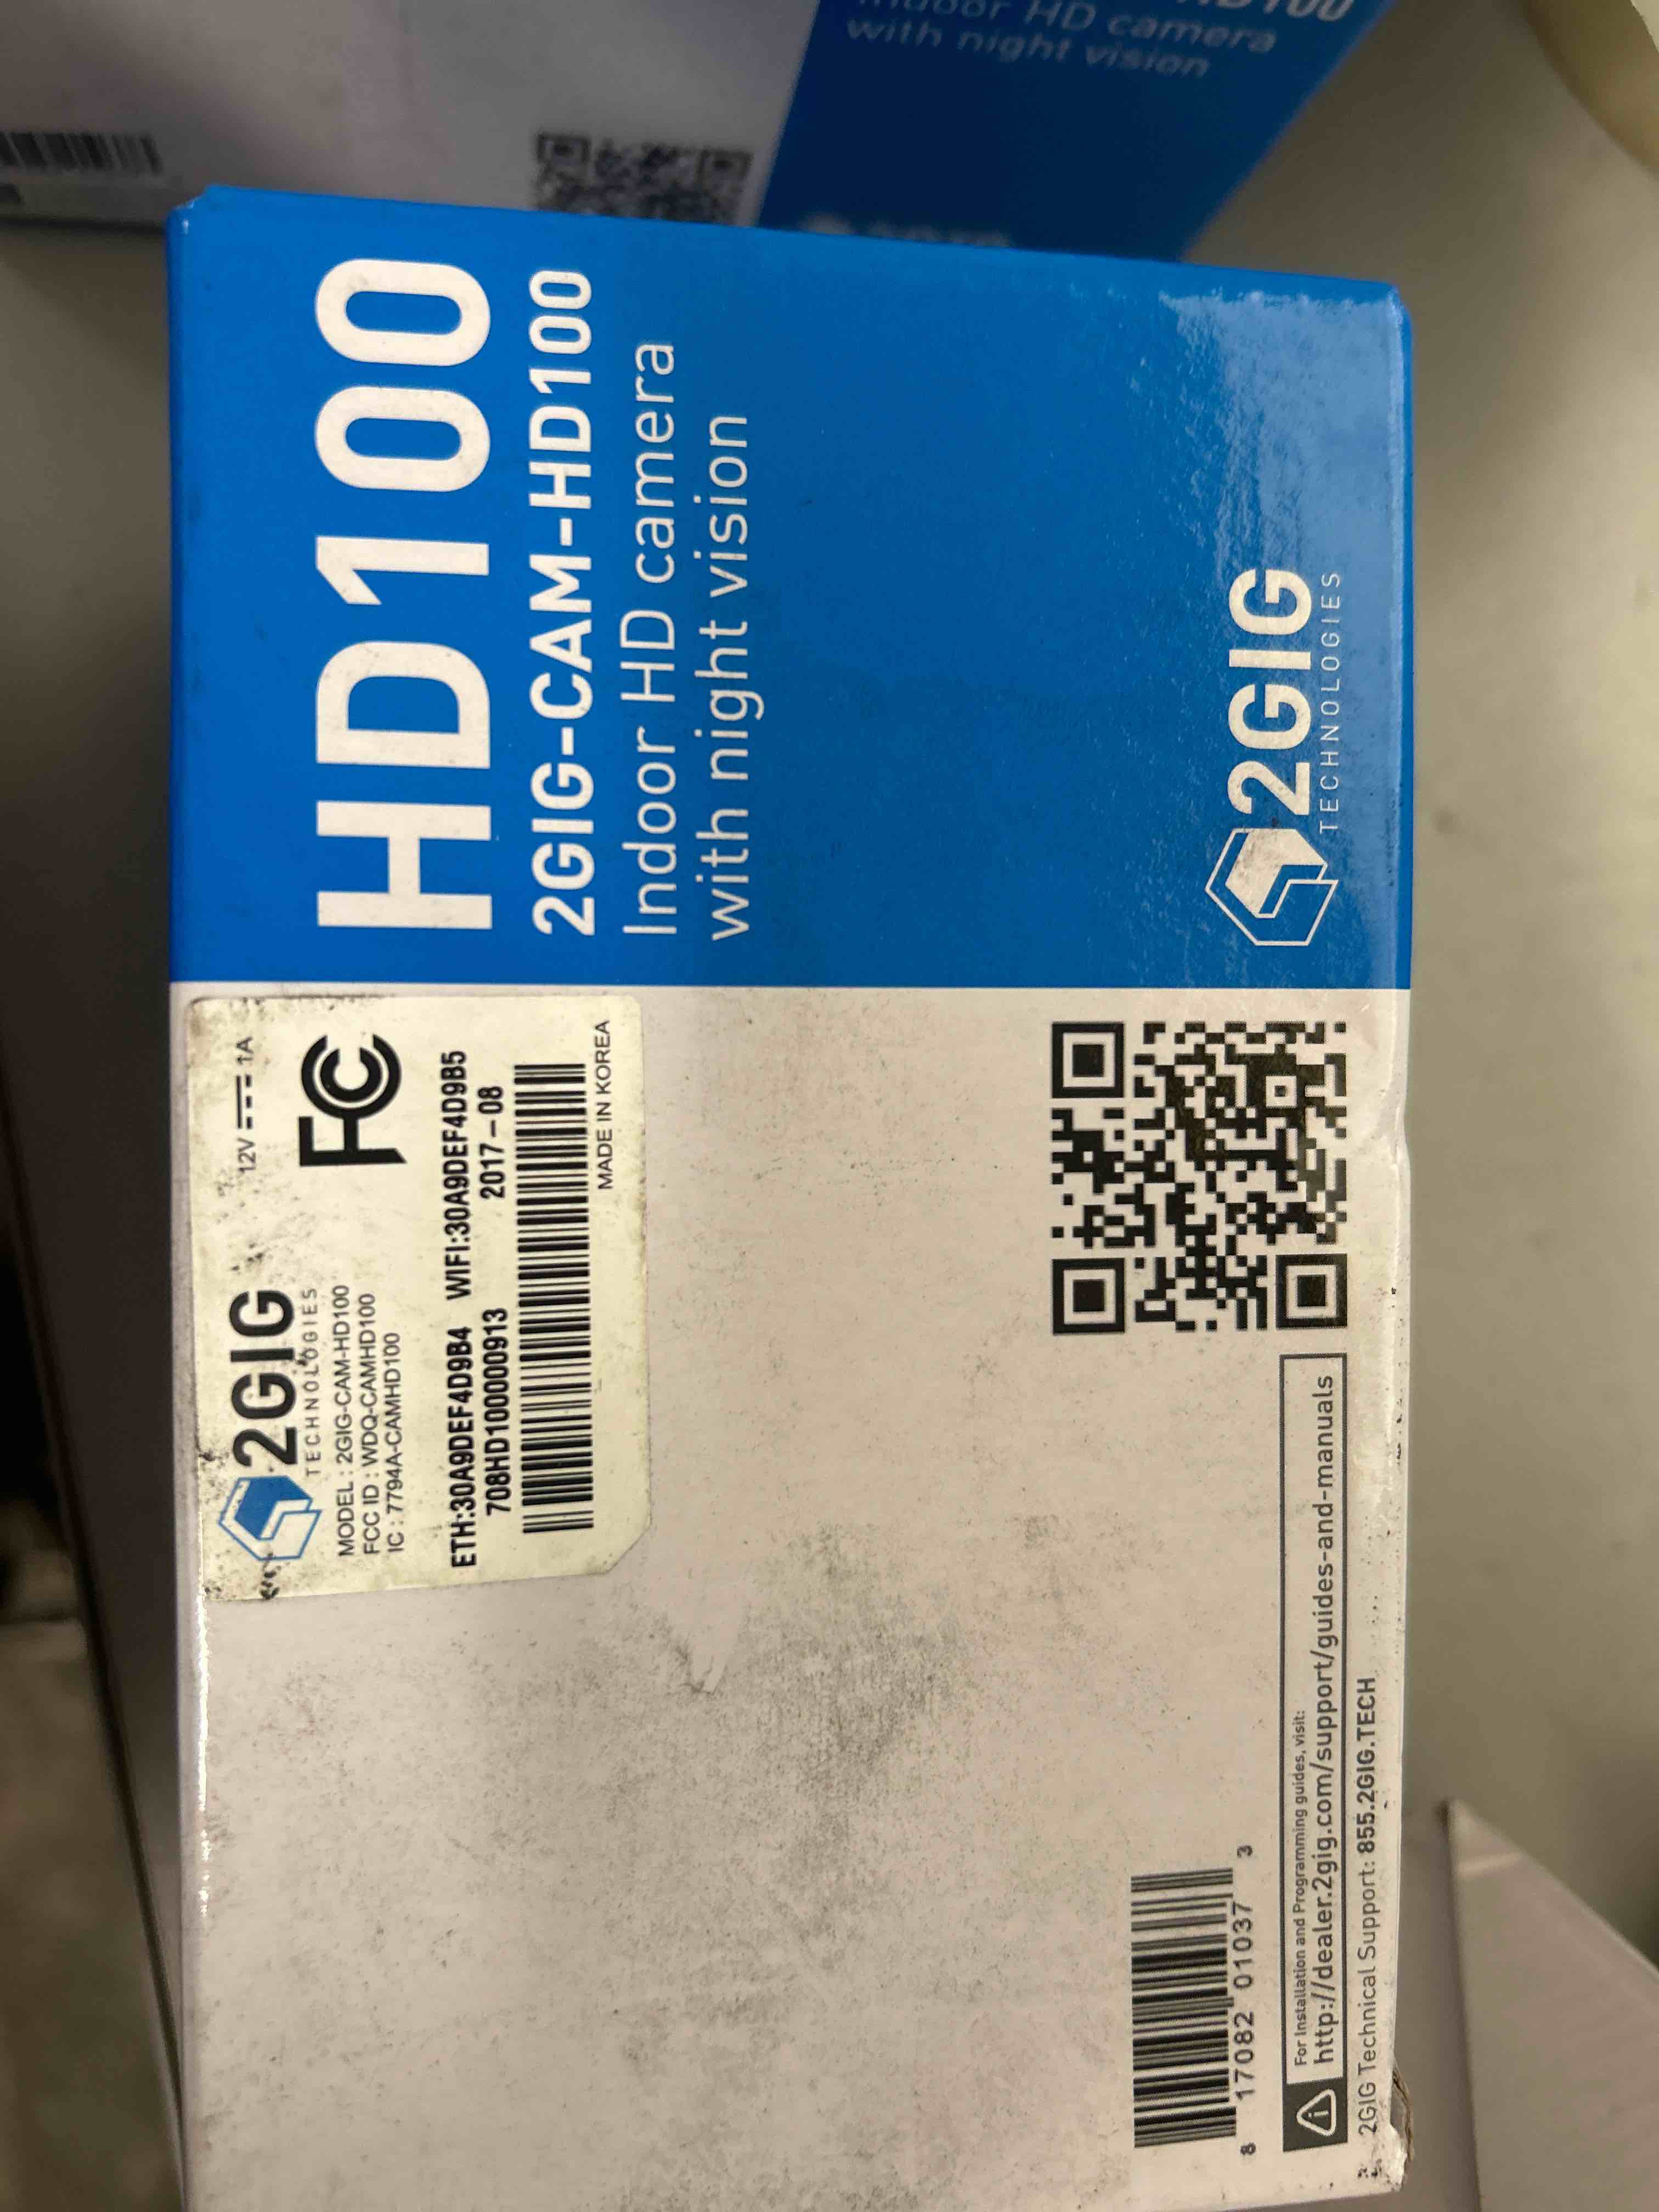 HD100
Indoor HD camera
with night vision
HD100
2GIG-CAM-HD100
Indoor HD camera
with night vision
2GIG
TECHNOLOGIES
2GIG
TECHNOLOGIES
12V 1A
FC
MODEL : 2GIG-CAM-HD100
FCC ID : WDQ-CAMHD100
IC : 7794A-CAMHD100
ETH:30A9DEF4D9B4 WIFI:30A9DEF4D9B5
708HD10000913 2017-08
MADE IN KOREA
8 17082 01037 3
For Installation and Programming guides, visit:
http://dealer.2gig.com/support/guides-and-manuals
2GIG Technical Support: 855.2GIG.TECH